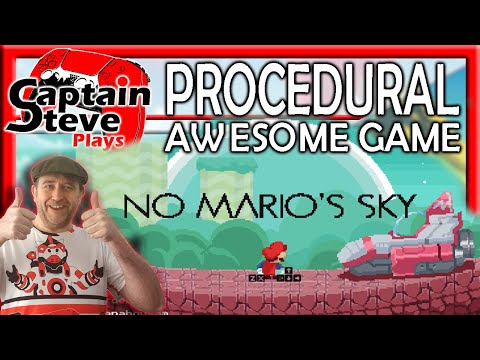 Captain
Steve
Plays
PROCEDURAL
AWESOME GAME
NO MARIO'S SKY